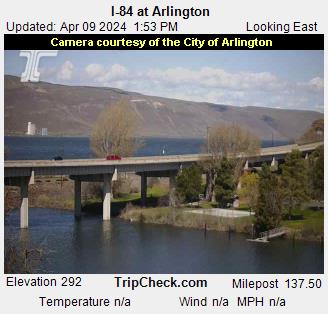 I-84 at Arlington
Updated: Apr 09 2024 1:53 PM Looking East
Camera courtesy of the City of Arlington
Elevation 292 TripCheck.com Milepost 137.50
Temperature n/a Wind n/a MPH n/a